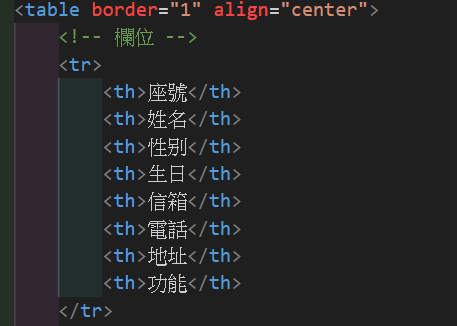 <table border="1" align="center">
<!-- 欄位 -->
<tr>
<th>座號</th>
<th>姓名</th>
<th>性別</th>
<th>生日</th>
<th>信箱</th>
<th>電話</th>
<th>地址</th>
<th>功能</th>
</tr>